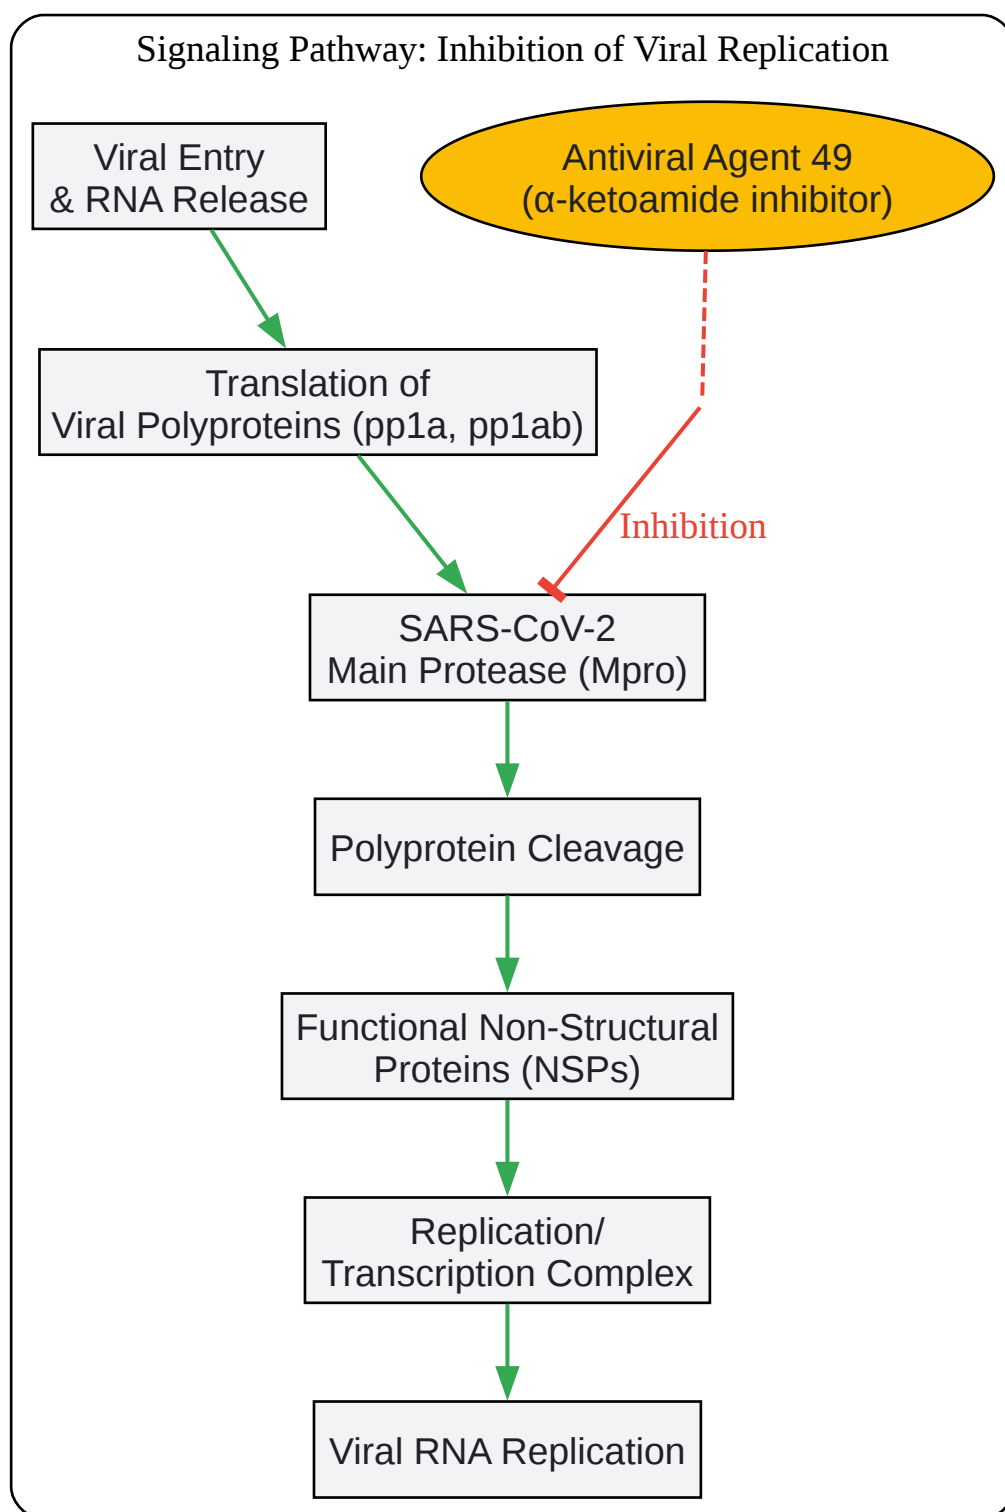 Signaling Pathway: Inhibition of Viral Replication
Viral Entry
& RNA Release
Antiviral Agent 49
(α-ketoamide inhibitor)
Translation of
Viral Polyproteins (pp1a, pp1ab)
Inhibition
SARS-CoV-2
Main Protease (Mpro)
Polyprotein Cleavage
Functional Non-Structural
Proteins (NSPs)
Replication/
Transcription Complex
Viral RNA Replication